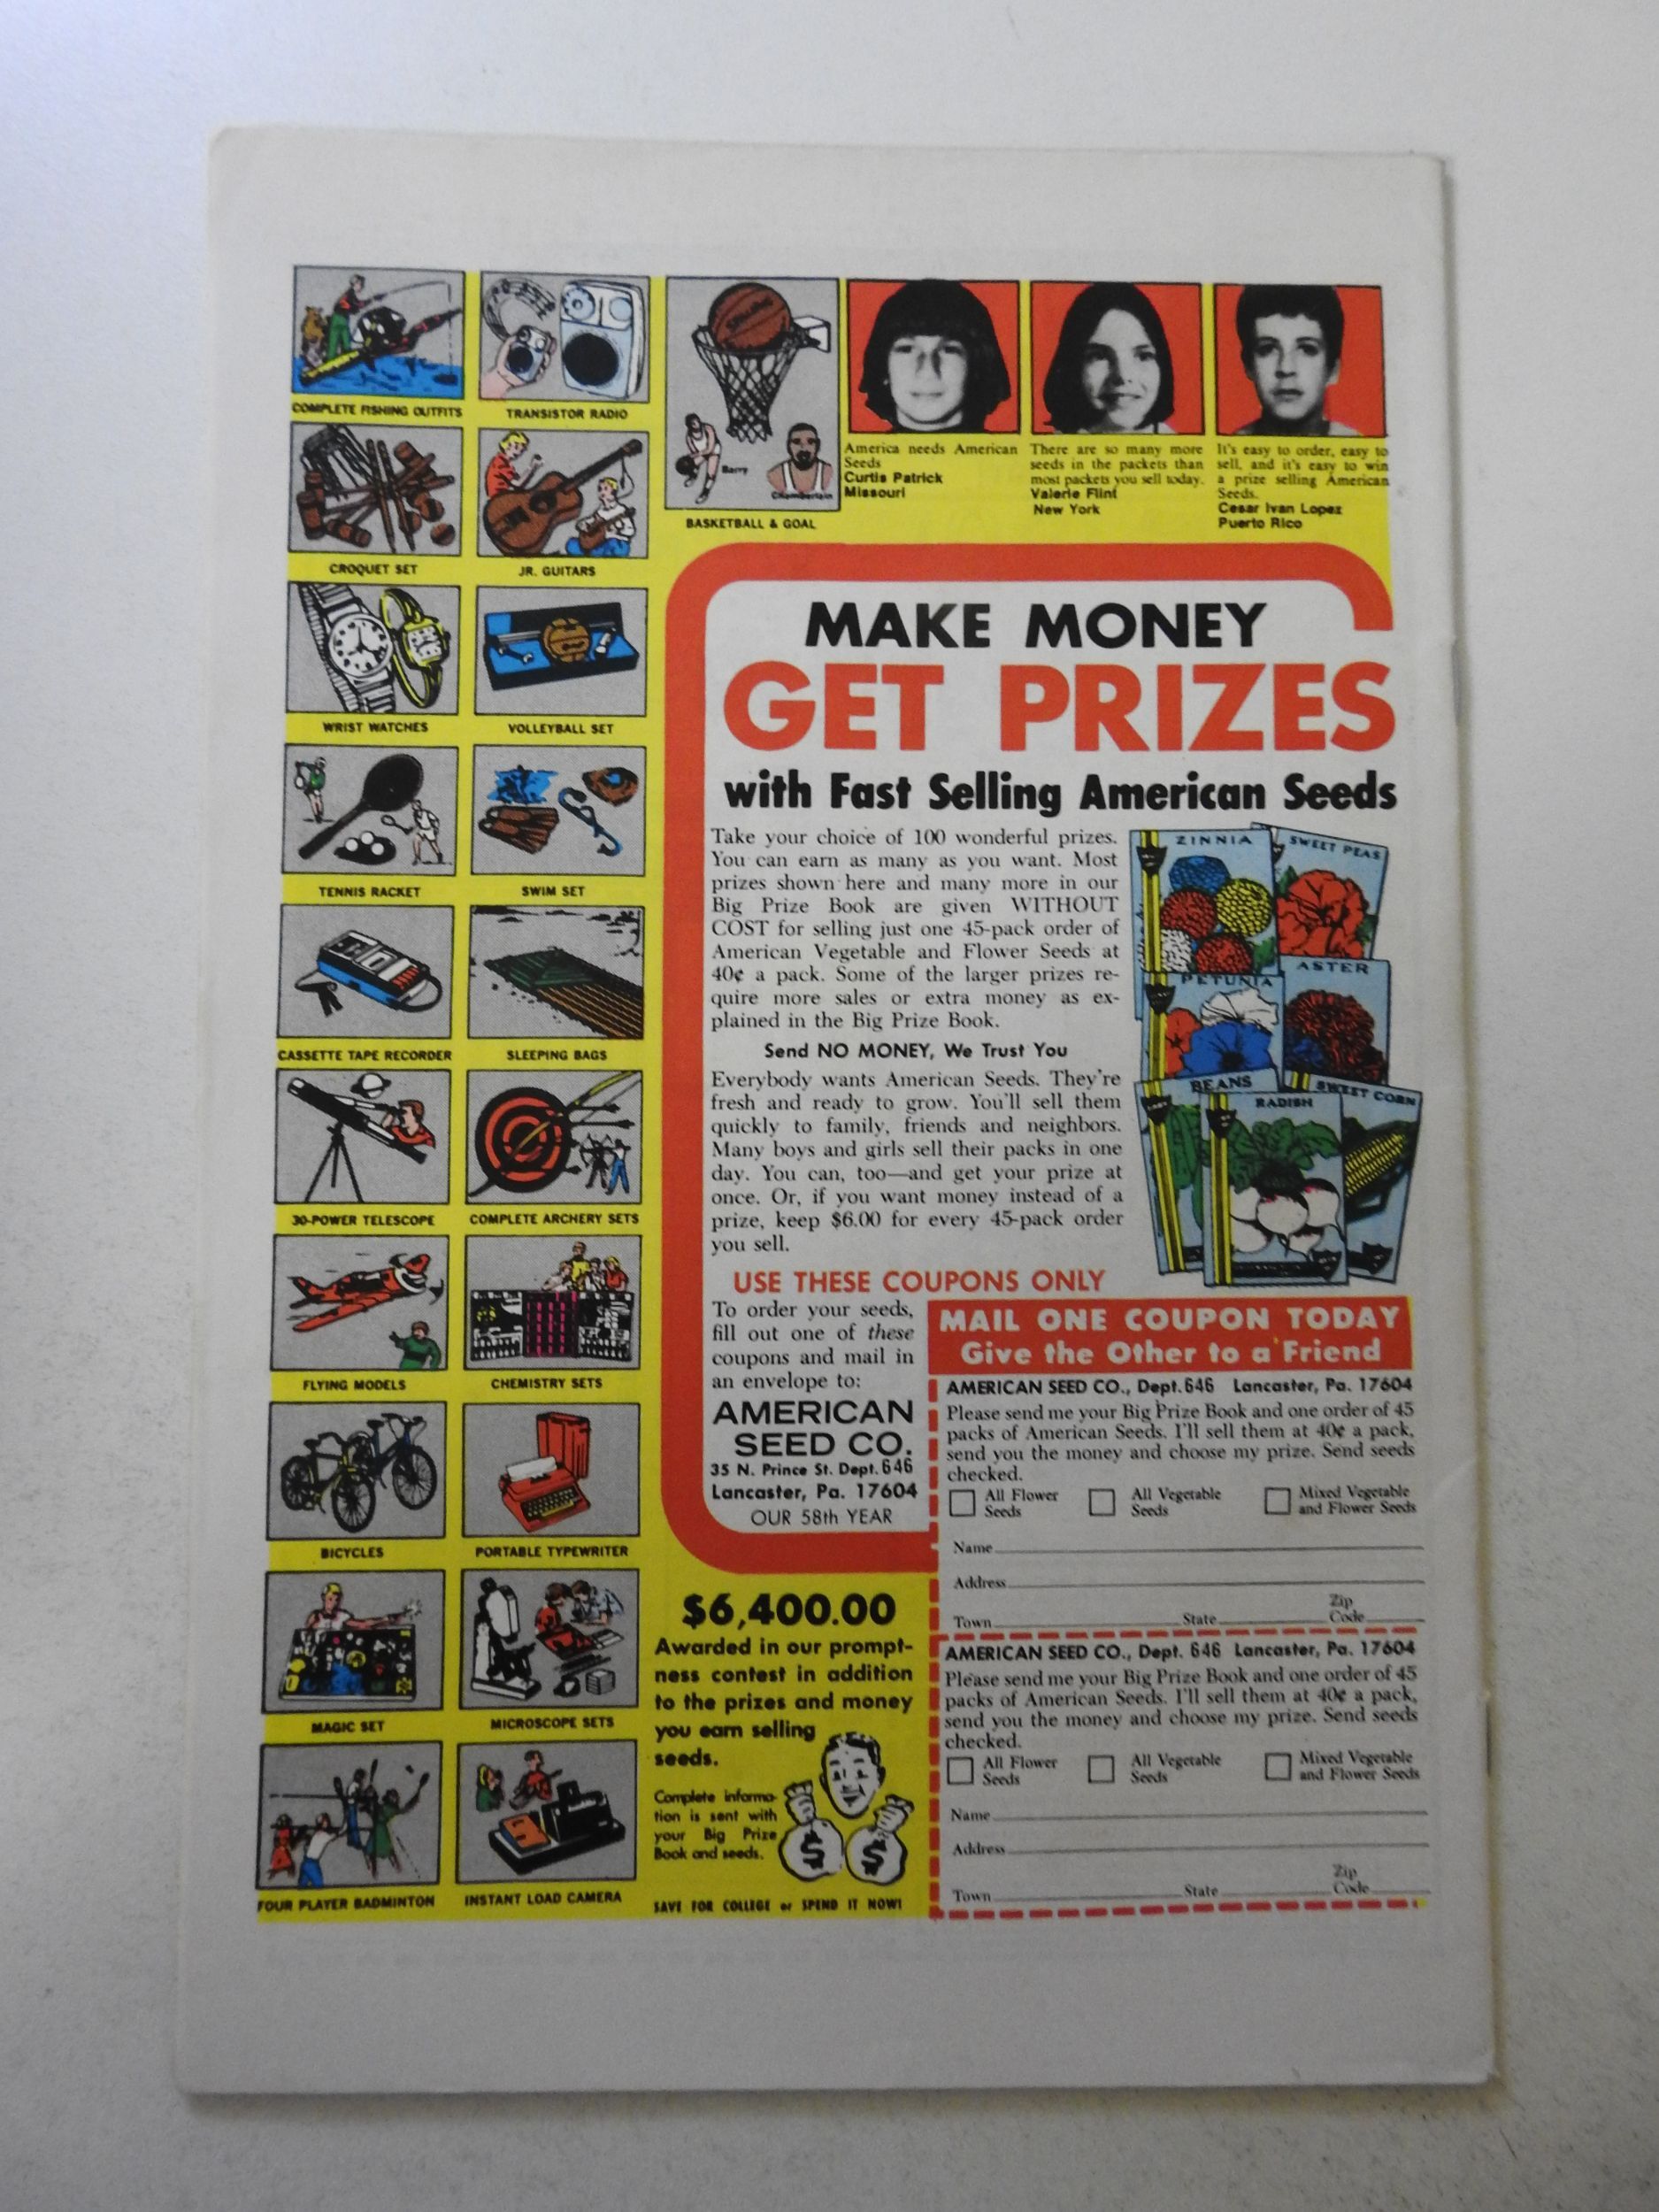 COMPLETE FISHING OUTFITS
TRANSISTOR RADIO
CROQUET SET
JR. GUITARS
WRIST WATCHES
VOLLEYBALL SET
TENNIS RACKET
SWIM SET
CASSETTE TAPE RECORDER
SLEEPING BAGS
30-POWER TELESCOPE
COMPLETE ARCHERY SETS
FLYING MODELS
CHEMISTRY SETS
BICYCLES
PORTABLE TYPEWRITER
MAGIC SET
MICROSCOPE SETS
FOUR PLAYER BADMINTON
INSTANT LOAD CAMERA
SPALDING
Barry
Chamberlain
BASKETBALL & GOAL
America needs American
Seeds
Curtis Patrick
Missouri
There are so many more
seeds in the packets than
most packets you sell today.
Valerie Flint
New York
It's easy to order, easy to
sell, and it's easy to win
a prize selling American
Seeds.
Cesar Ivan Lopez
Puerto Rico
MAKE MONEY
GET PRIZES
with Fast Selling American Seeds
Take your choice of 100 wonderful prizes.
You can earn as many as you want. Most
prizes shown here and many more in our
Big Prize Book are given WITHOUT
COST for selling just one 45-pack order of
American Vegetable and Flower Seeds at
40¢ a pack. Some of the larger prizes re-
quire more sales or extra money as ex-
plained in the Big Prize Book.
Send NO MONEY, We Trust You
Everybody wants American Seeds. They're
fresh and ready to grow. You'll sell them
quickly to family, friends and neighbors.
Many boys and girls sell their packs in one
day. You can, too—and get your prize at
once. Or, if you want money instead of a
prize, keep $6.00 for every 45-pack order
you sell.
ZINNIA
SWEET PEAS
PETUNIA
ASTER
BEANS
RADISH
SWEET CORN
USE THESE COUPONS ONLY
To order your seeds,
fill out one of these
coupons and mail in
an envelope to:
AMERICAN
SEED CO.
35 N. Prince St. Dept. 646
Lancaster, Pa. 17604
OUR 58th YEAR
$6,400.00
Awarded in our prompt-
ness contest in addition
to the prizes and money
you earn selling
seeds.
Complete informa-
tion is sent with
your Big Prize
Book and seeds.
$ $
SAVE FOR COLLEGE or SPEND IT NOW!
MAIL ONE COUPON TODAY
Give the Other to a Friend
AMERICAN SEED CO., Dept. 646 Lancaster, Pa. 17604
Please send me your Big Prize Book and one order of 45
packs of American Seeds. I'll sell them at 40¢ a pack,
send you the money and choose my prize. Send seeds
checked.
All Flower Seeds
All Vegetable Seeds
Mixed Vegetable and Flower Seeds
Name
Address
Town State Zip Code
AMERICAN SEED CO., Dept. 646 Lancaster, Pa. 17604
Please send me your Big Prize Book and one order of 45
packs of American Seeds. I'll sell them at 40¢ a pack,
send you the money and choose my prize. Send seeds
checked.
All Flower Seeds
All Vegetable Seeds
Mixed Vegetable and Flower Seeds
Name
Address
Town State Zip Code